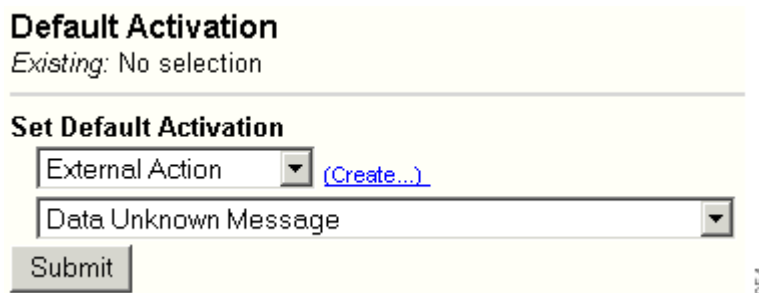 Default Activation
Existing: No selection
Set Default Activation
External Action (Create...)
Data Unknown Message
Submit